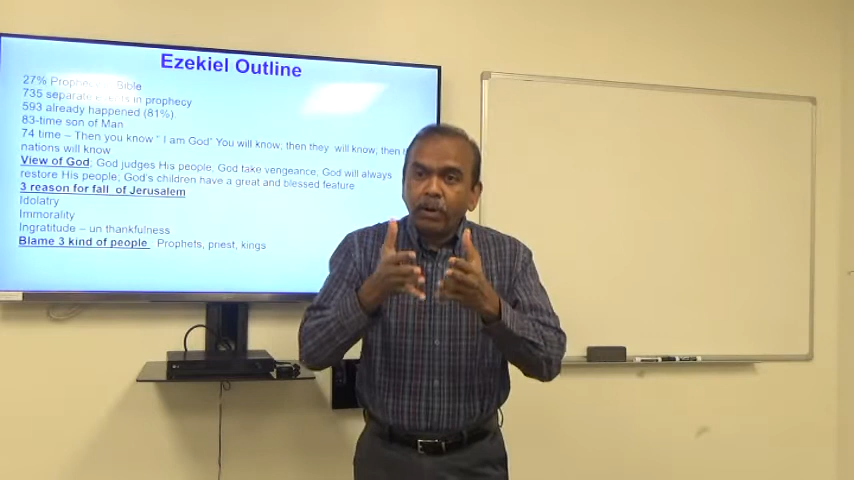 Ezekiel Outline
27% Prophecy in Bible
735 separate events in prophecy
593 already happened (81%)
83-time son of Man
74 time – Then you know " I am God" You will know; then they will know; then
nations will know
View of God; God judges His people, God take vengeance, God will always
restore His people; God's children have a great and blessed feature
3 reason for fall of Jerusalem
Idolatry
Immorality
Ingratitude – un thankfulness
Blame 3 kind of people Prophets, priest, kings